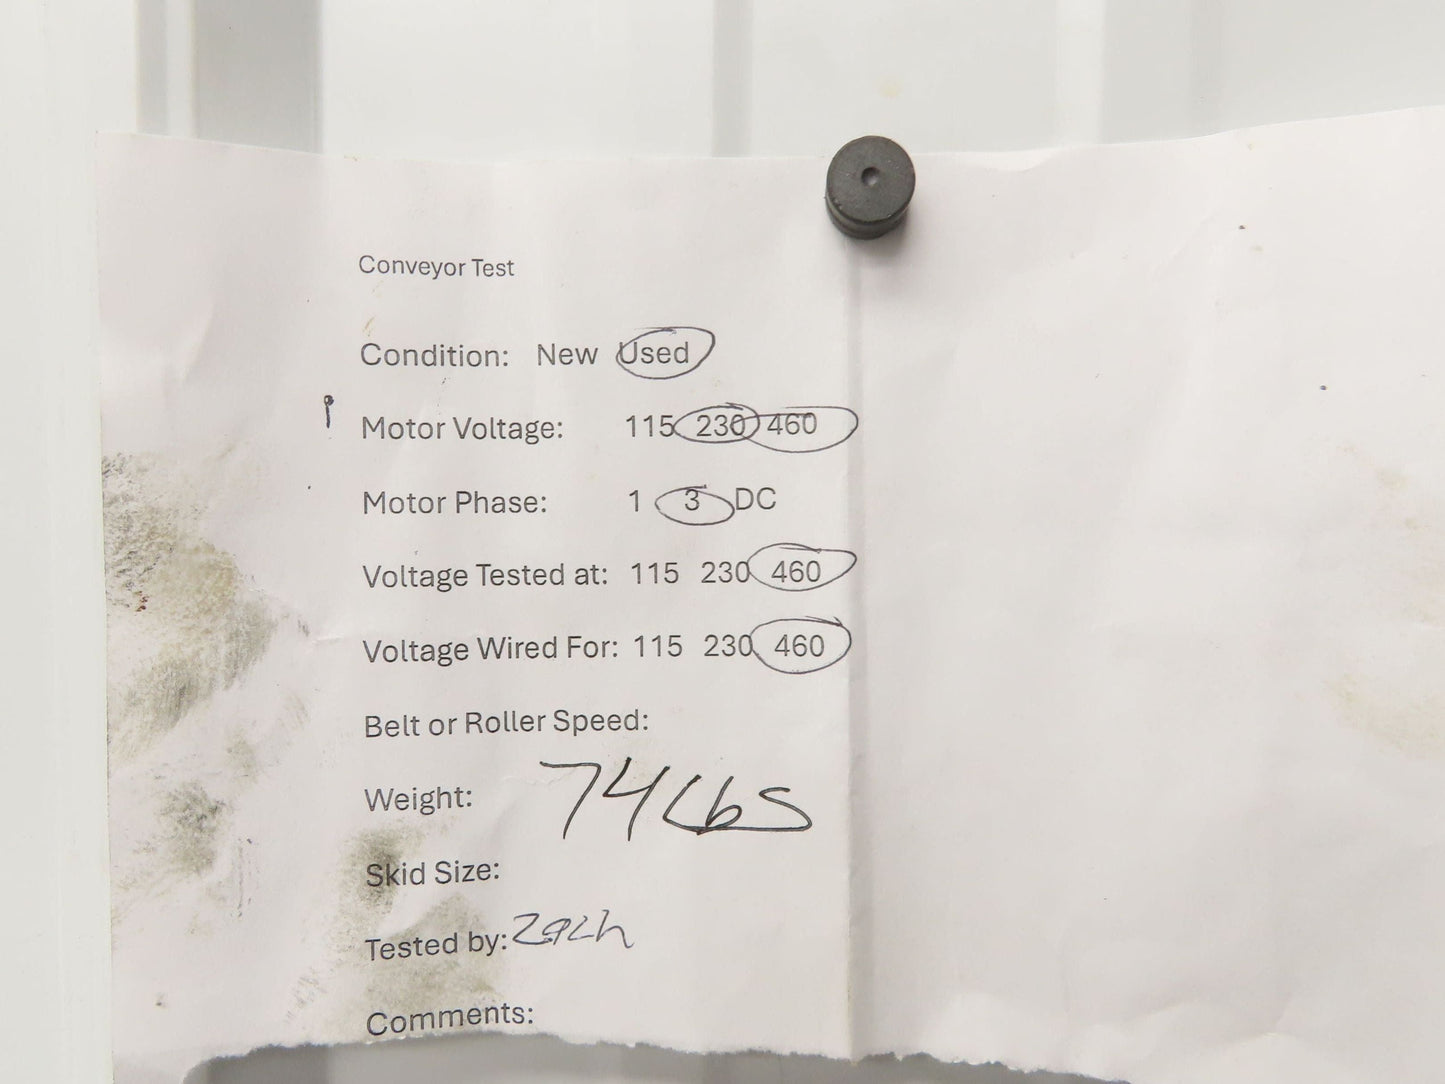 Conveyor Test
Condition: New Used
Motor Voltage: 115 230 460
Motor Phase: 1 3 DC
Voltage Tested at: 115 230 460
Voltage Wired For: 115 230 460
Belt or Roller Speed:
Weight: 74 Lbs
Skid Size:
Tested by: Zach
Comments: